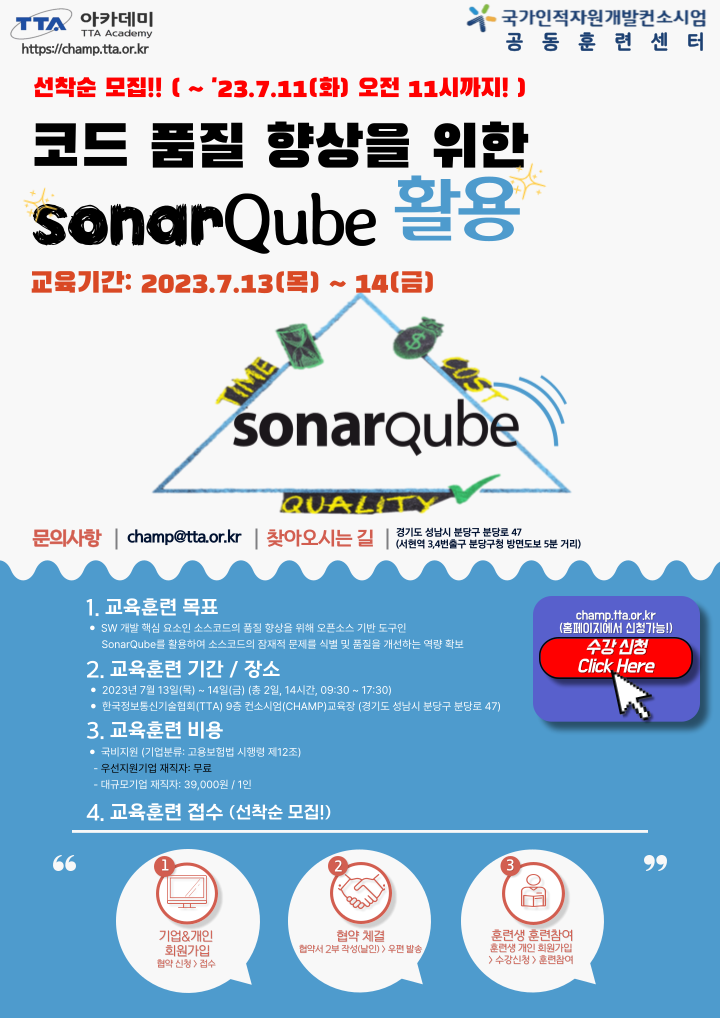 TTA 아카데미
TTA Academy
https://champ.tta.or.kr
국가인적자원개발컨소시엄
공동훈련센터
선착순 모집!! ( ~ '23.7.11(화) 오전 11시까지! )
코드 품질 향상을 위한
sonarQube 활용
교육기간: 2023.7.13(목) ~ 14(금)
TIME
COST
sonarqube
QUALITY
문의사항 | champ@tta.or.kr | 찾아오시는 길 | 경기도 성남시 분당구 분당로 47
(서현역 3,4번출구 분당구청 방면도보 5분 거리)
1. 교육훈련 목표
• SW 개발 핵심 요소인 소스코드의 품질 향상을 위해 오픈소스 기반 도구인
SonarQube를 활용하여 소스코드의 잠재적 문제를 식별 및 품질을 개선하는 역량 확보
champ.tta.or.kr
(홈페이지에서 신청가능!)
수강 신청
Click Here
2. 교육훈련 기간 / 장소
• 2023년 7월 13일(목) ~ 14일(금) (총 2일, 14시간, 09:30 ~ 17:30)
• 한국정보통신기술협회(TTA) 9층 컨소시엄(CHAMP)교육장 (경기도 성남시 분당구 분당로 47)
3. 교육훈련 비용
• 국비지원 (기업분류: 고용보험법 시행령 제12조)
- 우선지원기업 재직자: 무료
- 대규모기업 재직자: 39,000원 / 1인
4. 교육훈련 접수 (선착순 모집!)
“
”
1
기업&개인
회원가입
협약 신청 > 접수
2
협약 체결
협약서 2부 작성(날인) > 우편 발송
3
훈련생 훈련참여
훈련생 개인 회원가입
> 수강신청 > 훈련참여